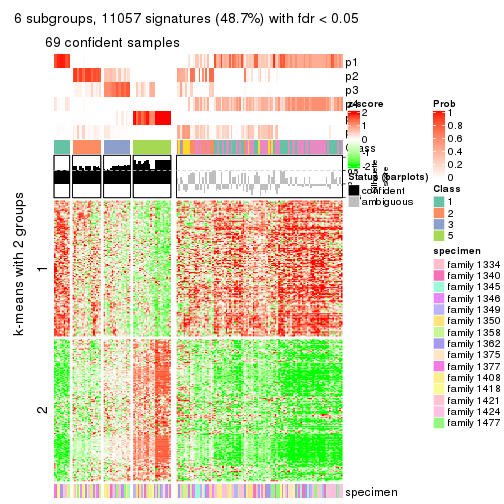 6 subgroups, 11057 signatures (48.7%) with fdr < 0.05
69 confident samples
p1
p2
p3
z-score
2
1
-1
-2
Class
Status (barplots)
confident
ambiguous
k-means with 2 groups
1
2
Prob
1
0.8
0.6
0.4
0.2
0
Class
1
2
3
5
specimen
family 1334
family 1340
family 1345
family 1346
family 1349
family 1350
family 1358
family 1362
family 1375
family 1377
family 1408
family 1418
family 1421
family 1424
family 1477
specimen